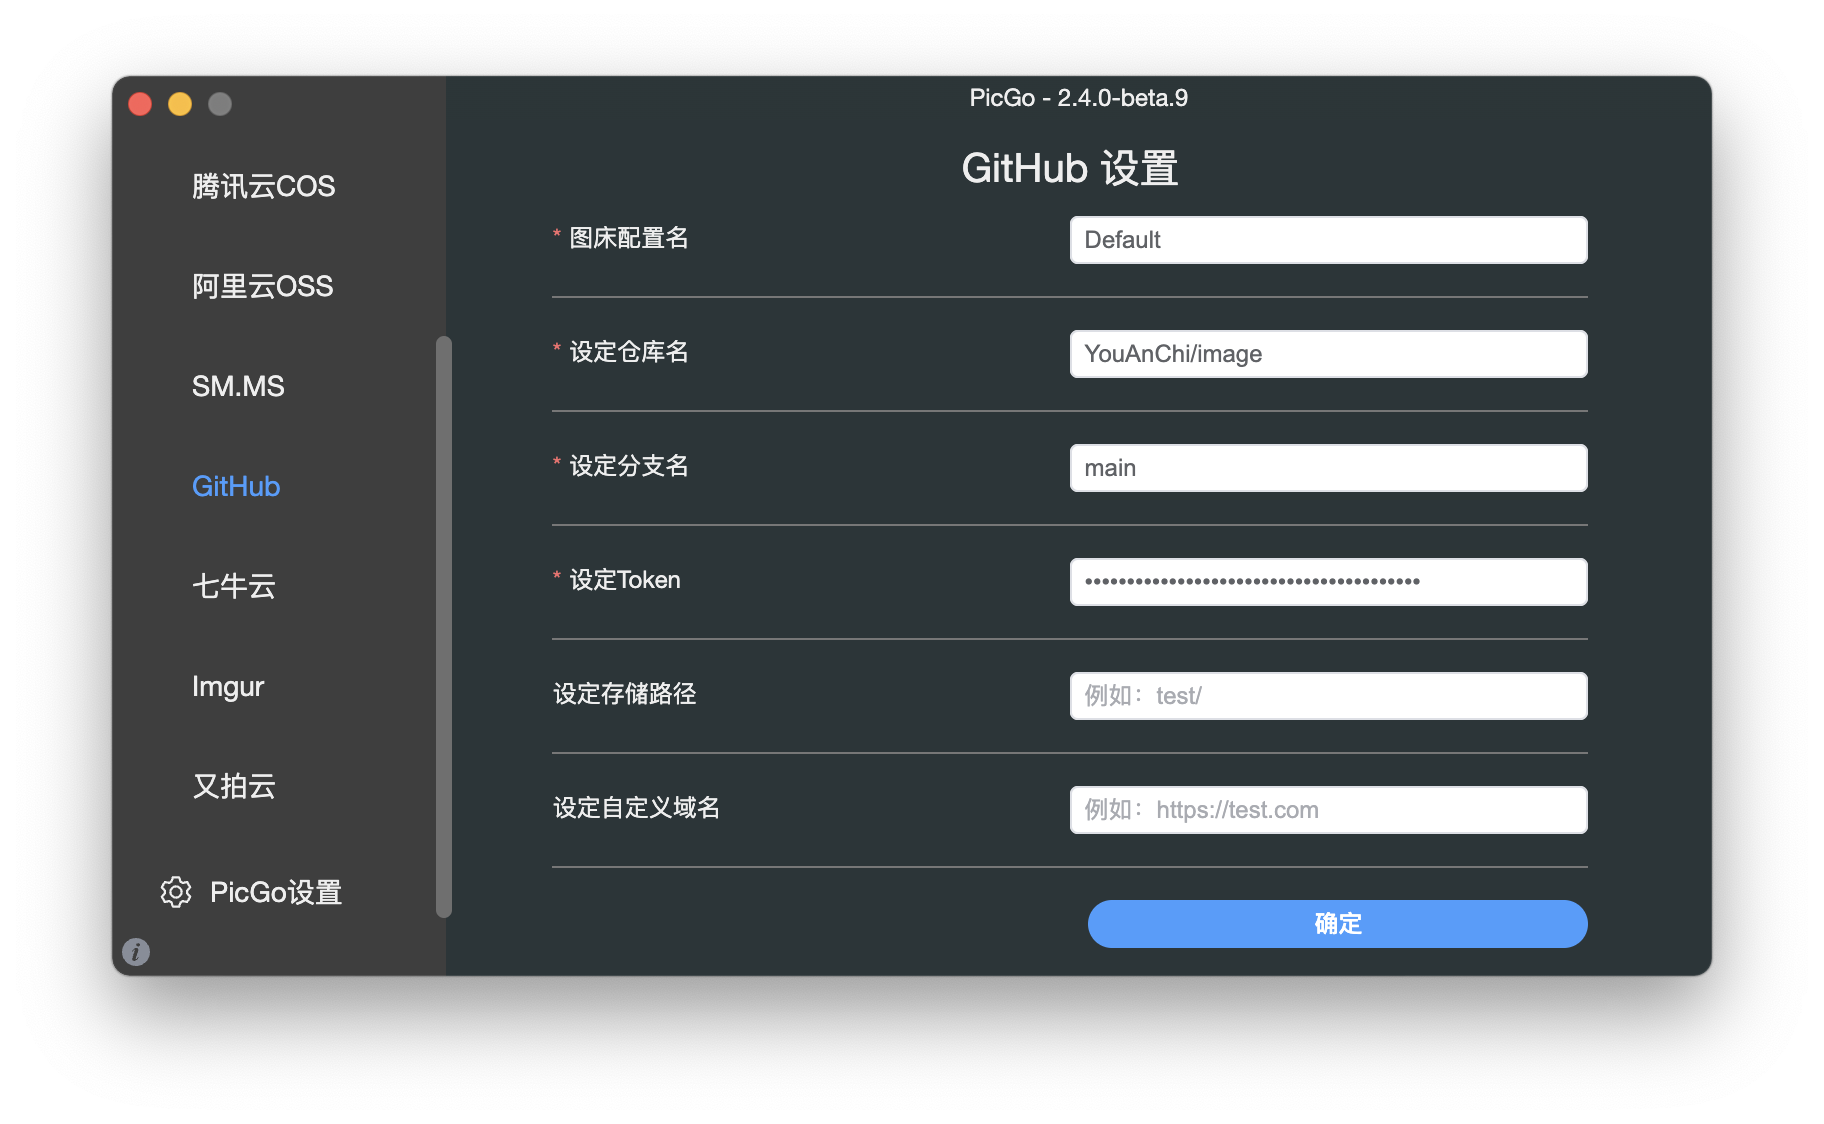 PicGo - 2.4.0-beta.9
腾讯云COS
阿里云OSS
SM.MS
GitHub
七牛云
Imgur
又拍云
PicGo设置
i
GitHub 设置
* 图床配置名
Default
* 设定仓库名
YouAnChi/image
* 设定分支名
main
* 设定Token
••••••••••••••••••••••••••••••••••••••••
设定存储路径
例如：test/
设定自定义域名
例如：https://test.com
确定